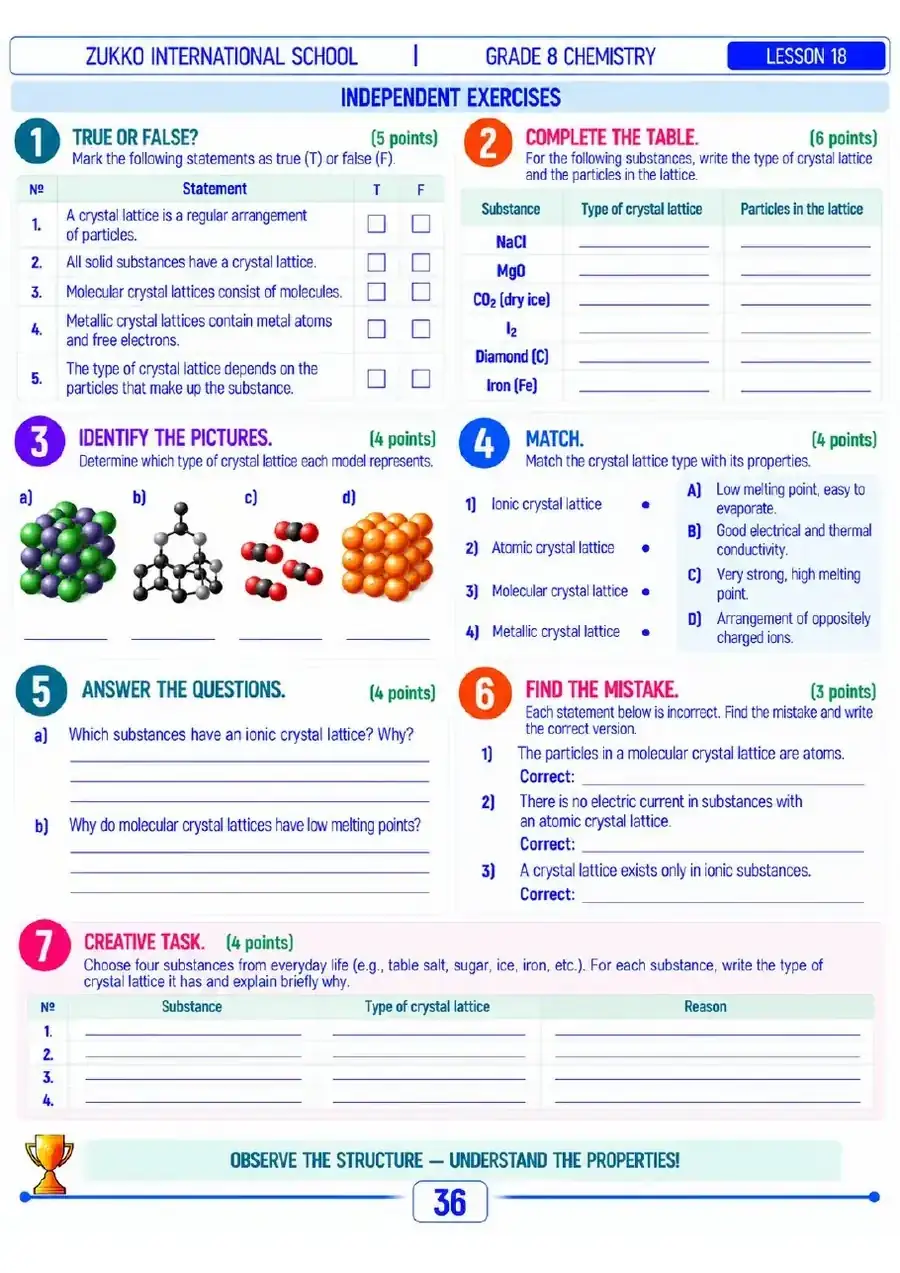 ZUKKO INTERNATIONAL SCHOOL | GRADE 8 CHEMISTRY LESSON 18
INDEPENDENT EXERCISES
1 TRUE OR FALSE? (5 points)
Mark the following statements as true (T) or false (F).
№ Statement T F
1. A crystal lattice is a regular arrangement
of particles.
2. All solid substances have a crystal lattice.
3. Molecular crystal lattices consist of molecules.
4. Metallic crystal lattices contain metal atoms
and free electrons.
5. The type of crystal lattice depends on the
particles that make up the substance.
2 COMPLETE THE TABLE. (6 points)
For the following substances, write the type of crystal lattice
and the particles in the lattice.
Substance Type of crystal lattice Particles in the lattice
NaCl
MgO
CO₂ (dry ice)
I₂
Diamond (C)
Iron (Fe)
3 IDENTIFY THE PICTURES. (4 points)
Determine which type of crystal lattice each model represents.
a) b) c) d)
4 MATCH. (4 points)
Match the crystal lattice type with its properties.
1) Ionic crystal lattice
2) Atomic crystal lattice
3) Molecular crystal lattice
4) Metallic crystal lattice
A) Low melting point, easy to
evaporate.
B) Good electrical and thermal
conductivity.
C) Very strong, high melting
point.
D) Arrangement of oppositely
charged ions.
5 ANSWER THE QUESTIONS. (4 points)
a) Which substances have an ionic crystal lattice? Why?
b) Why do molecular crystal lattices have low melting points?
6 FIND THE MISTAKE. (3 points)
Each statement below is incorrect. Find the mistake and write
the correct version.
1) The particles in a molecular crystal lattice are atoms.
Correct:
2) There is no electric current in substances with
an atomic crystal lattice.
Correct:
3) A crystal lattice exists only in ionic substances.
Correct:
7 CREATIVE TASK. (4 points)
Choose four substances from everyday life (e.g., table salt, sugar, ice, iron, etc.). For each substance, write the type of
crystal lattice it has and explain briefly why.
№ Substance Type of crystal lattice Reason
1.
2.
3.
4.
OBSERVE THE STRUCTURE — UNDERSTAND THE PROPERTIES!
36